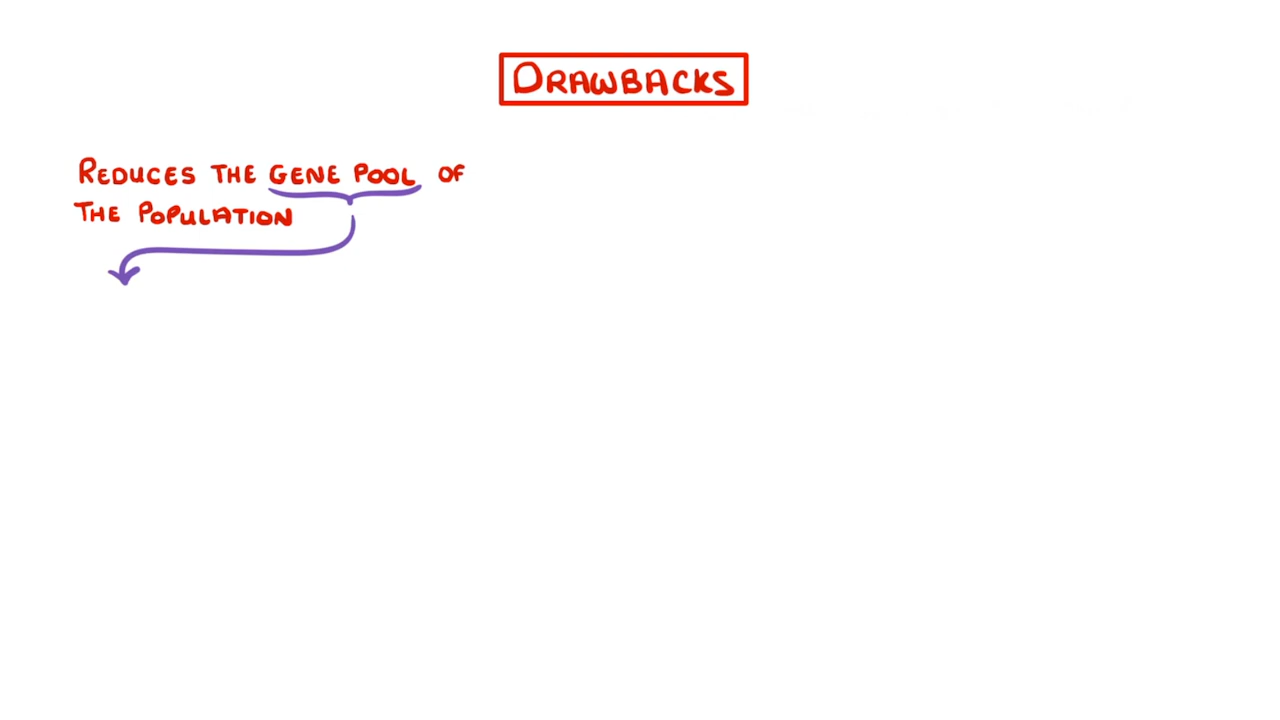 DRAWBACKS
REDUCES THE GENE POOL OF
THE POPULATION